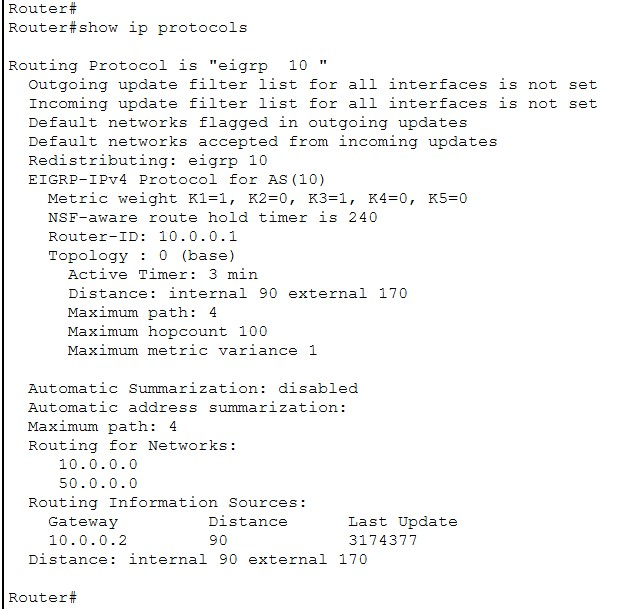 Router#
Router#show ip protocols
Routing Protocol is "eigrp  10 "
  Outgoing update filter list for all interfaces is not set
  Incoming update filter list for all interfaces is not set
  Default networks flagged in outgoing updates
  Default networks accepted from incoming updates
  Redistributing: eigrp 10
  EIGRP-IPv4 Protocol for AS(10)
    Metric weight K1=1, K2=0, K3=1, K4=0, K5=0
    NSF-aware route hold timer is 240
    Router-ID: 10.0.0.1
    Topology : 0 (base)
      Active Timer: 3 min
      Distance: internal 90 external 170
      Maximum path: 4
      Maximum hopcount 100
      Maximum metric variance 1
  Automatic Summarization: disabled
  Automatic address summarization:
  Maximum path: 4
  Routing for Networks:
     10.0.0.0
     50.0.0.0
  Routing Information Sources:
    Gateway         Distance      Last Update
    10.0.0.2        90            3174377
  Distance: internal 90 external 170
Router#